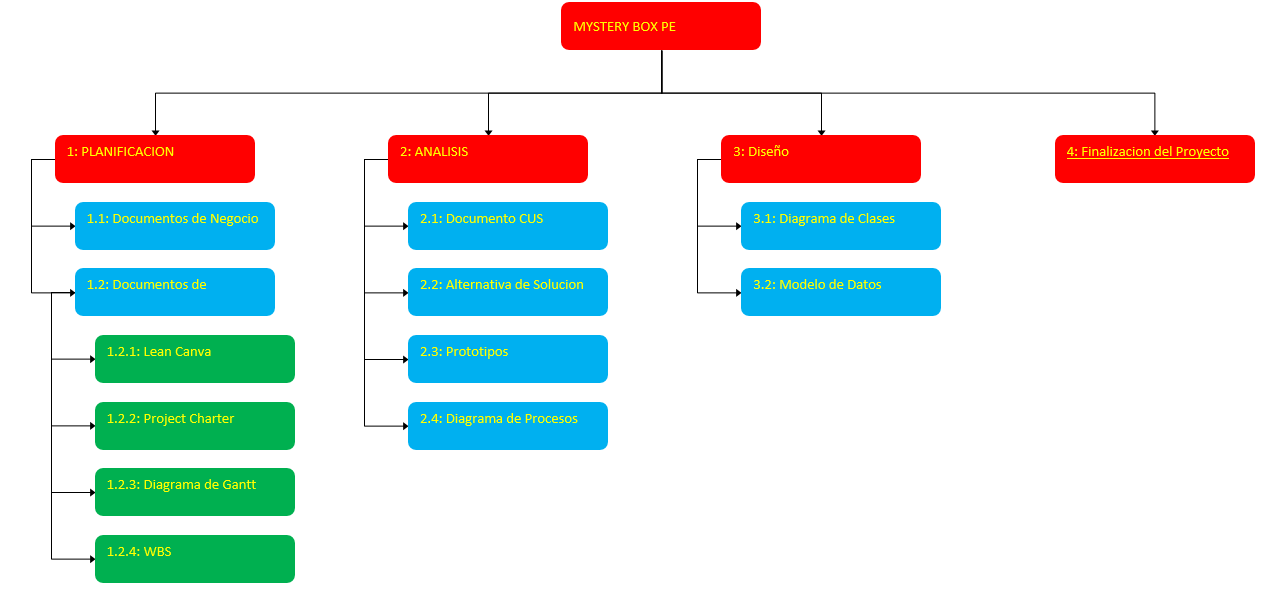 MYSTERY BOX PE
1: PLANIFICACION
2: ANALISIS
3: Diseño
4: Finalizacion del Proyecto
1.1: Documentos de Negocio
2.1: Documento CUS
3.1: Diagrama de Clases
1.2: Documentos de
2.2: Alternativa de Solucion
3.2: Modelo de Datos
1.2.1: Lean Canva
2.3: Prototipos
1.2.2: Project Charter
2.4: Diagrama de Procesos
1.2.3: Diagrama de Gantt
1.2.4: WBS